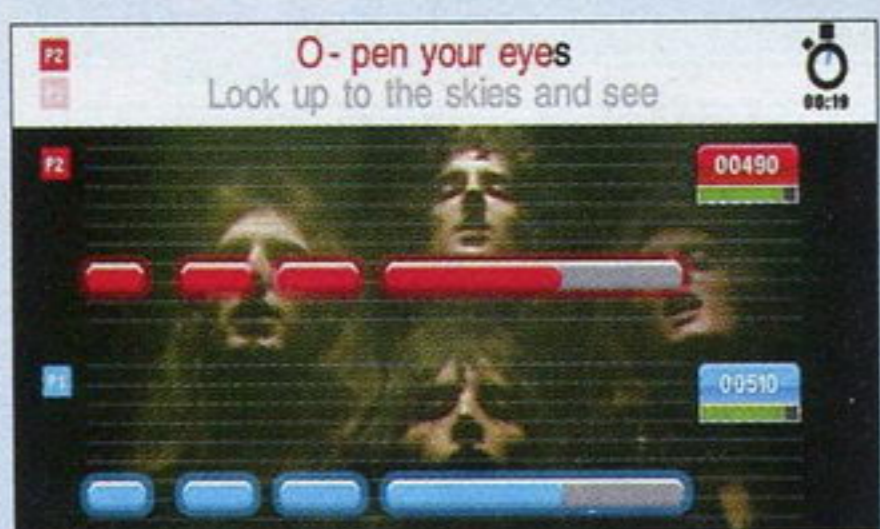 P2
O - pen your eyes
Look up to the skies and see
00:19
P2
00490
P1
00510